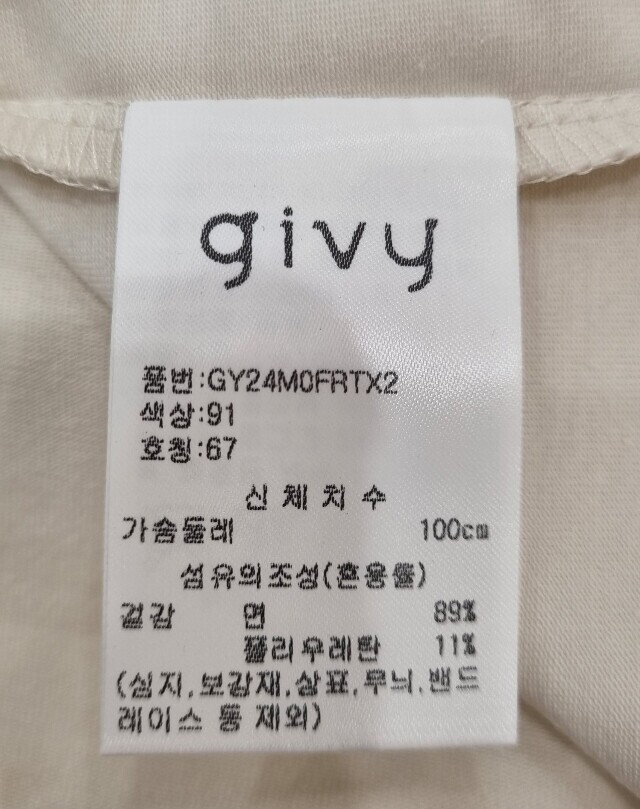 givy
품번:GY24M0FRTX2
색상:91
호칭:67
신체치수
가슴둘레 100cm
섬유의조성(혼용률)
겉감 면 89%
폴리우레탄 11%
(심지,보강재,상표,무늬,밴드
레이스 등 제외)